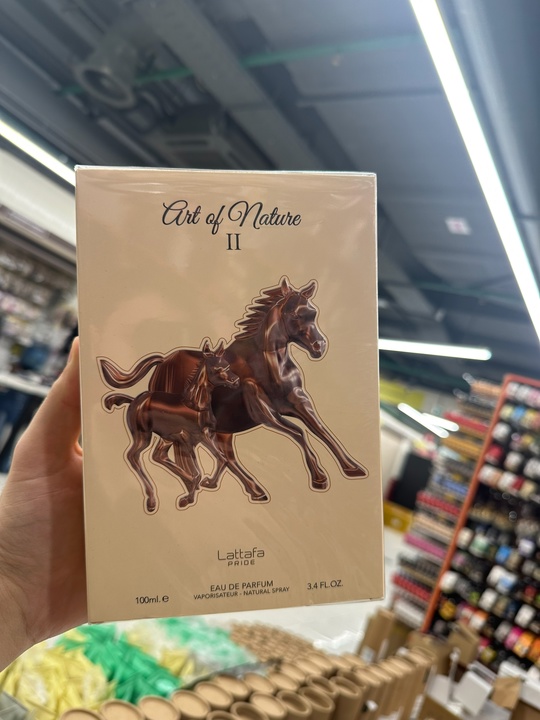 Art of Nature
II
Lattafa
PRIDE
EAU DE PARFUM
VAPORISATEUR - NATURAL SPRAY
100ml. ℮
3.4 FL.OZ.